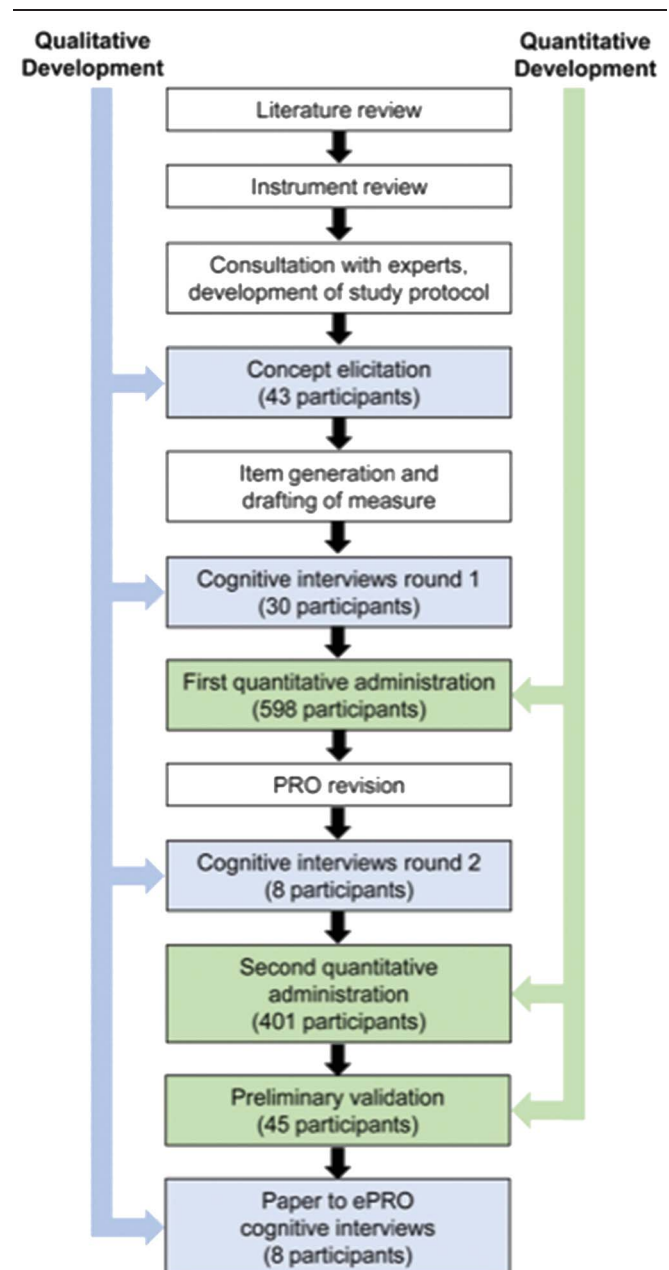 Qualitative
Development
Quantitative
Development
Literature review
Instrument review
Consultation with experts,
development of study protocol
Concept elicitation
(43 participants)
Item generation and
drafting of measure
Cognitive interviews round 1
(30 participants)
First quantitative administration
(598 participants)
PRO revision
Cognitive interviews round 2
(8 participants)
Second quantitative
administration
(401 participants)
Preliminary validation
(45 participants)
Paper to ePRO
cognitive interviews
(8 participants)